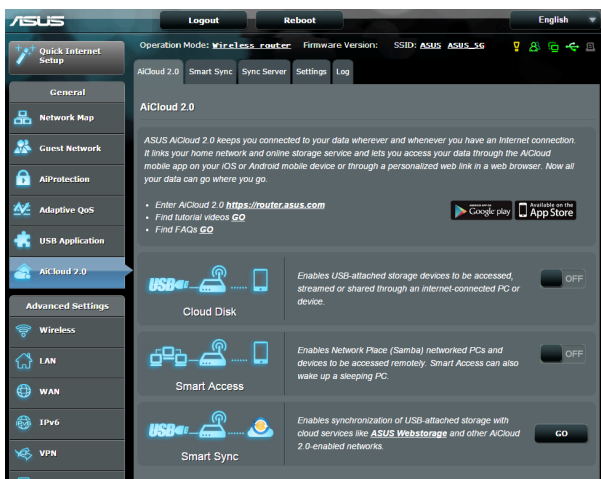 ASUS
Logout
Reboot
English
Quick Internet
Setup
Operation Mode: Wireless router Firmware Version: SSID: ASUS ASUS_5G
AiCloud 2.0 Smart Sync Sync Server Settings Log
General
Network Map
Guest Network
AiProtection
Adaptive QoS
USB Application
AiCloud 2.0
Advanced Settings
Wireless
LAN
WAN
IPv6
VPN
AiCloud 2.0
ASUS AiCloud 2.0 keeps you connected to your data wherever and whenever you have an Internet connection.
It links your home network and online storage service and lets you access your data through the AiCloud
mobile app on your iOS or Android mobile device or through a personalized web link in a web browser. Now all
your data can go where you go.
• Enter AiCloud 2.0 https://router.asus.com
• Find tutorial videos GO
• Find FAQs GO
Google play
Available on the
App Store
USB
Cloud Disk
Enables USB-attached storage devices to be accessed,
streamed or shared through an internet-connected PC or
device.
OFF
Smart Access
Enables Network Place (Samba) networked PCs and
devices to be accessed remotely. Smart Access can also
wake up a sleeping PC.
OFF
USB
Smart Sync
Enables synchronization of USB-attached storage with
cloud services like ASUS Webstorage and other AiCloud
2.0-enabled networks.
GO